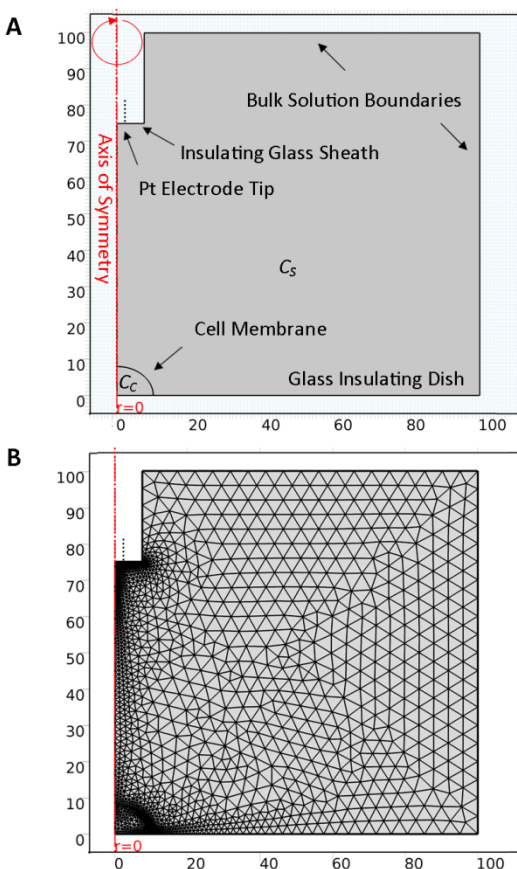 A
100
90
80
70
60
50
40
30
20
10
0
Axis of Symmetry
Bulk Solution Boundaries
Insulating Glass Sheath
Pt Electrode Tip
C_S
Cell Membrane
C_C
Glass Insulating Dish
r=0
0 20 40 60 80 100
B
100
90
80
70
60
50
40
30
20
10
0
r=0
0 20 40 60 80 100